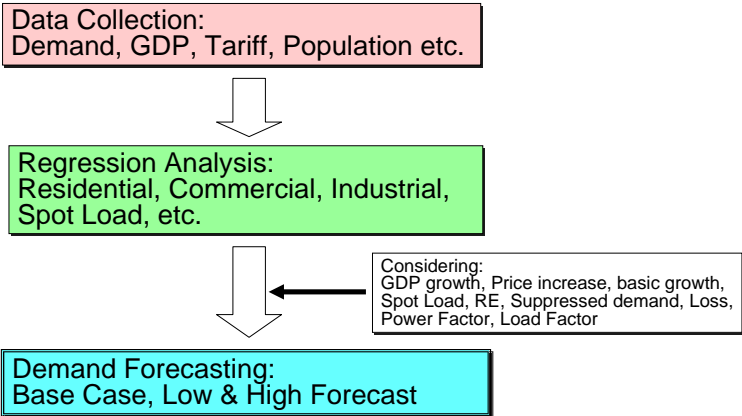 Data Collection:
Demand, GDP, Tariff, Population etc.
Regression Analysis:
Residential, Commercial, Industrial,
Spot Load, etc.
Considering:
GDP growth, Price increase, basic growth,
Spot Load, RE, Suppressed demand, Loss,
Power Factor, Load Factor
Demand Forecasting:
Base Case, Low & High Forecast